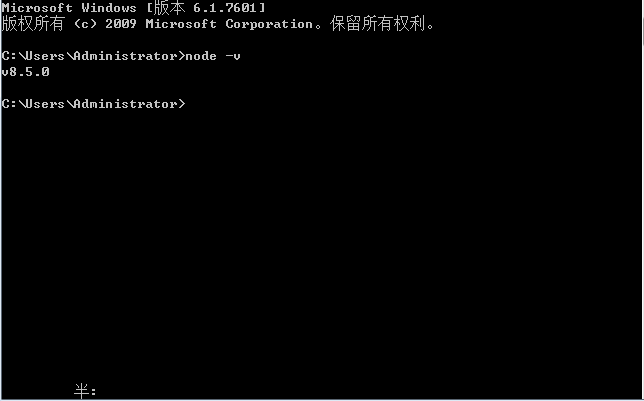 Microsoft Windows [版本 6.1.7601]
版权所有 (c) 2009 Microsoft Corporation。保留所有权利。
C:\Users\Administrator>node -v
v8.5.0
C:\Users\Administrator>
半: